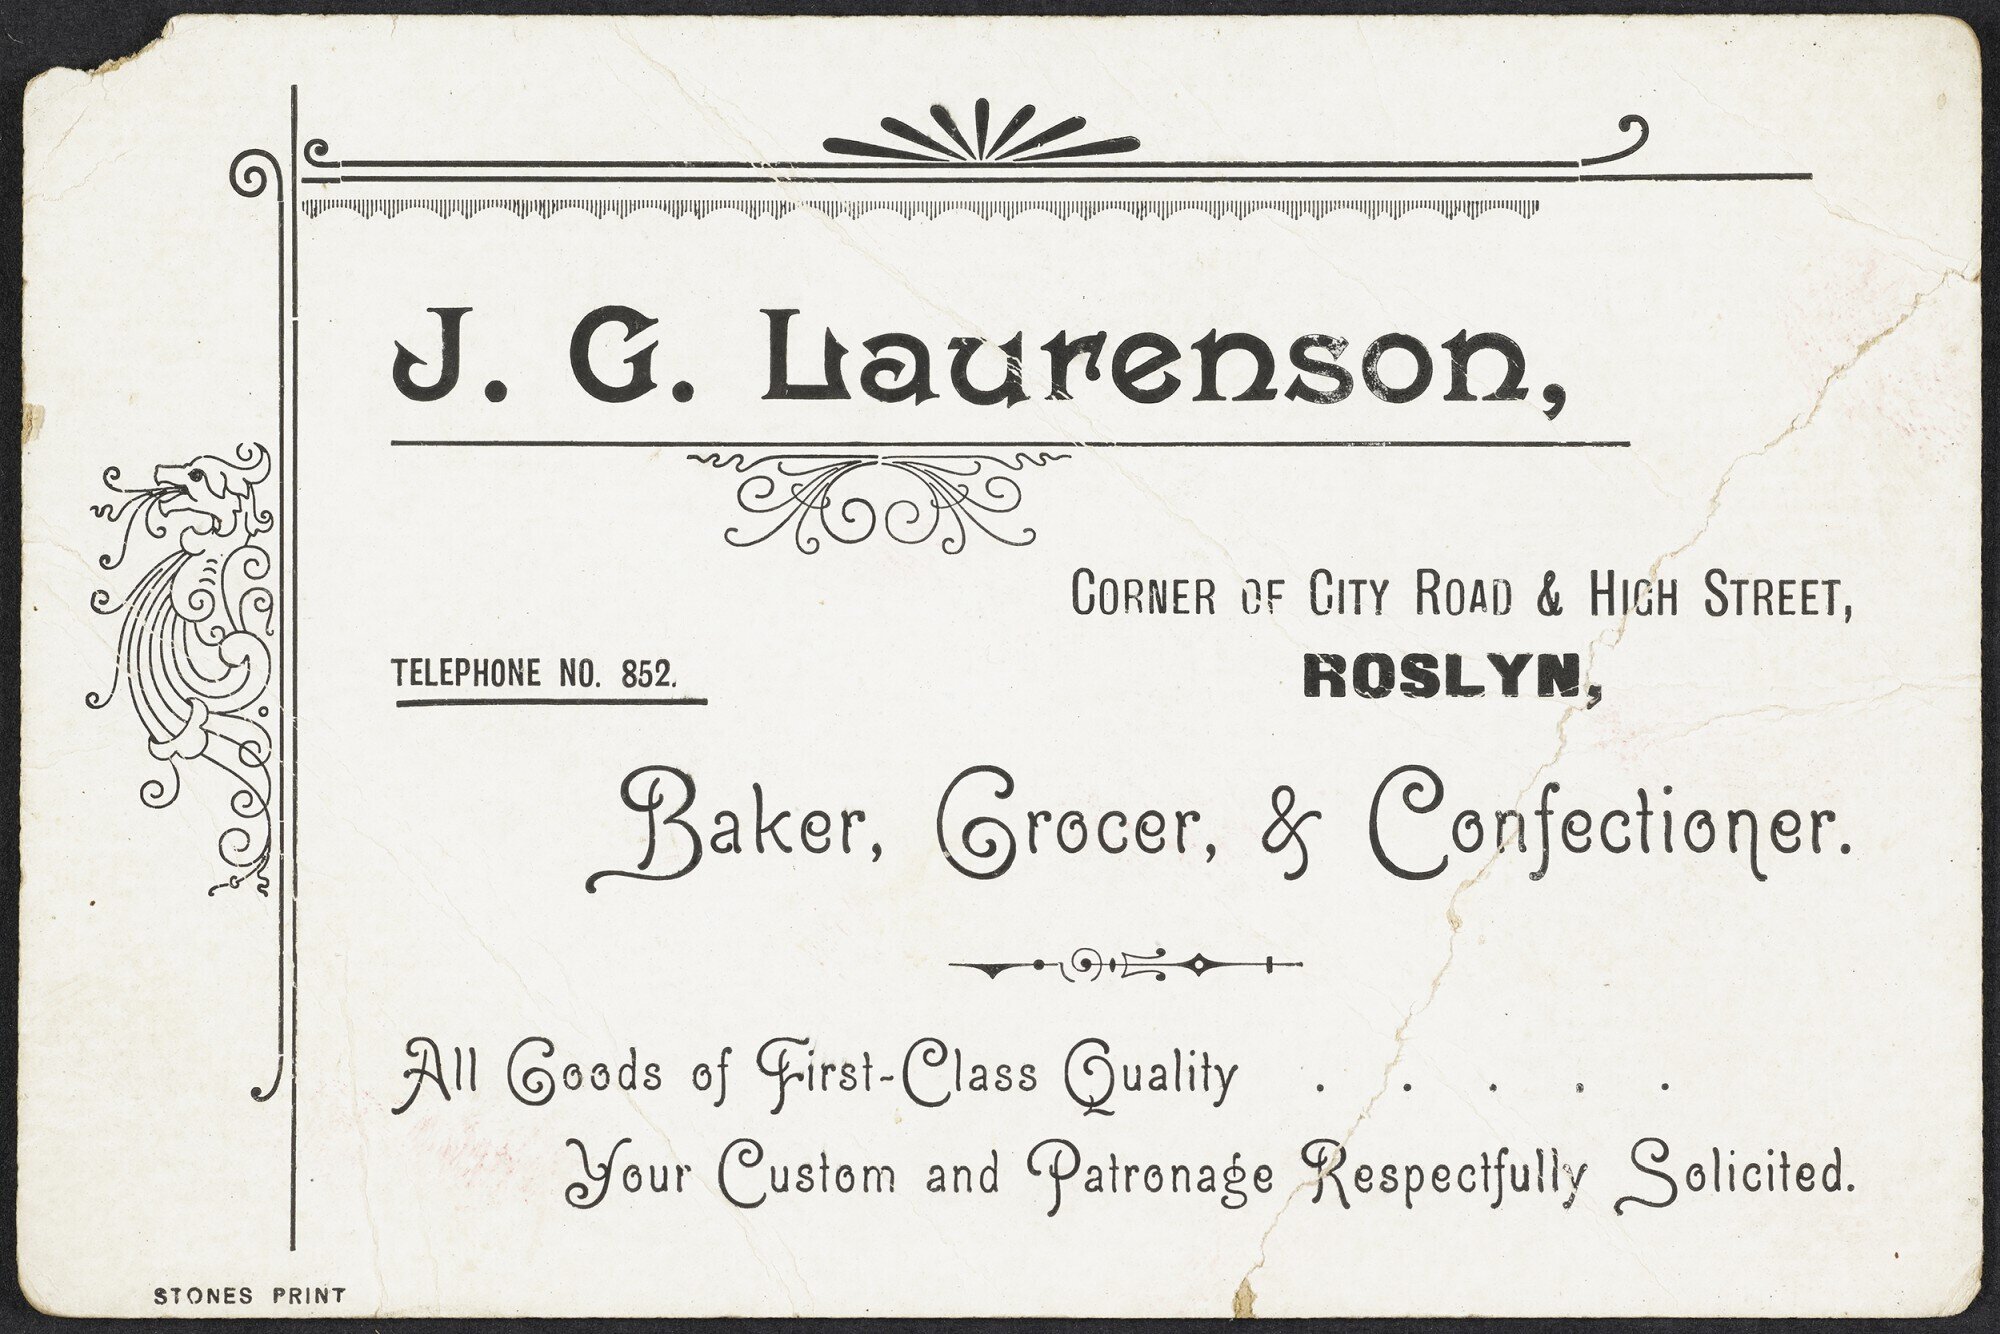 J. G. Laurenson,
CORNER OF CITY ROAD & HIGH STREET,
TELEPHONE NO. 852.
ROSLYN,
Baker, Grocer, & Confectioner.
All Goods of First-Class Quality . . . . .
Your Custom and Patronage Respectfully Solicited.
STONES PRINT